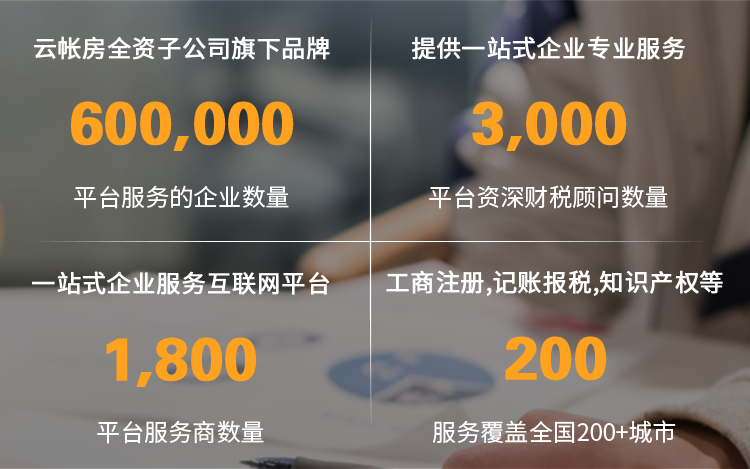 云帐房全资子公司旗下品牌
600,000
平台服务的企业数量
提供一站式企业专业服务
3,000
平台资深财税顾问数量
一站式企业服务互联网平台
1,800
平台服务商数量
工商注册,记账报税,知识产权等
200
服务覆盖全国200+城市